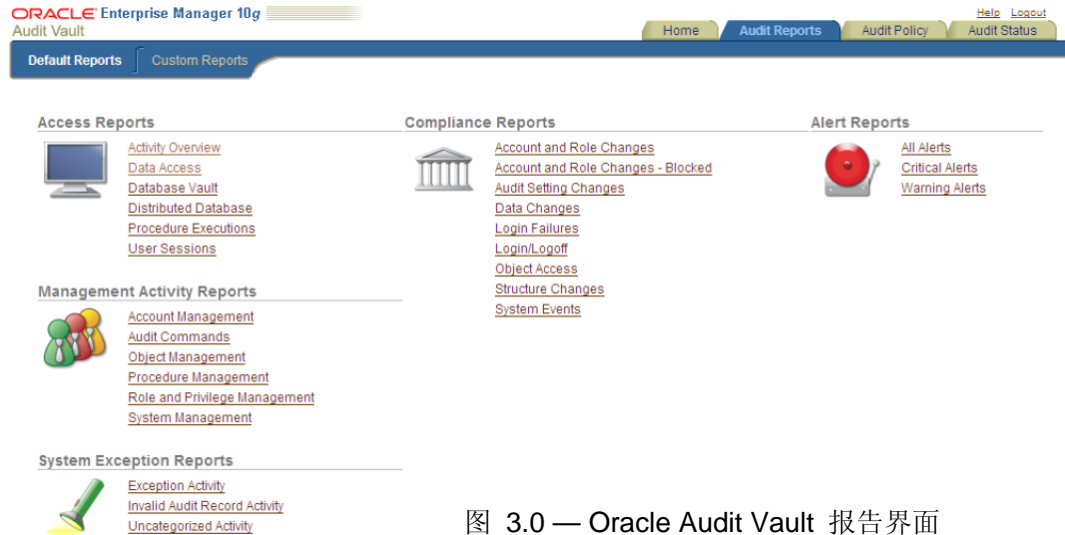 ORACLE Enterprise Manager 10g
Audit Vault
Help Logout
Home Audit Reports Audit Policy Audit Status
Default Reports Custom Reports
Access Reports
Activity Overview
Data Access
Database Vault
Distributed Database
Procedure Executions
User Sessions
Management Activity Reports
Account Management
Audit Commands
Object Management
Procedure Management
Role and Privilege Management
System Management
System Exception Reports
Exception Activity
Invalid Audit Record Activity
Uncategorized Activity
Compliance Reports
Account and Role Changes
Account and Role Changes - Blocked
Audit Setting Changes
Data Changes
Login Failures
Login/Logoff
Object Access
Structure Changes
System Events
Alert Reports
All Alerts
Critical Alerts
Warning Alerts
图 3.0 — Oracle Audit Vault 报告界面